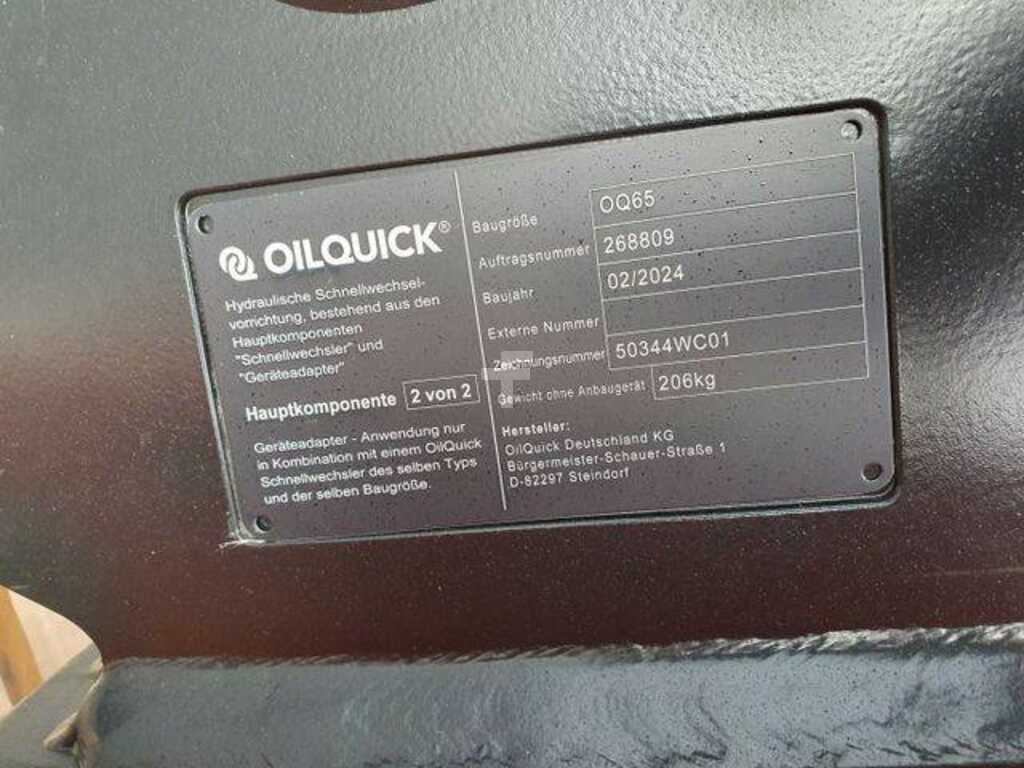 OILQUICK®
Hydraulische Schnellwechsel-
vorrichtung, bestehend aus den
Hauptkomponenten
"Schnellwechsler" und
"Geräteadapter"
Hauptkomponente 2 von 2
Geräteadapter - Anwendung nur
in Kombination mit einem OilQuick
Schnellwechsler des selben Typs
und der selben Baugröße.
Baugröße OQ65
Auftragsnummer 268809
Baujahr 02/2024
Externe Nummer
Zeichnungsnummer 50344WC01
Gewicht ohne Anbaugerät 206kg
Hersteller:
OilQuick Deutschland KG
Bürgermeister-Schauer-Straße 1
D-82297 Steindorf